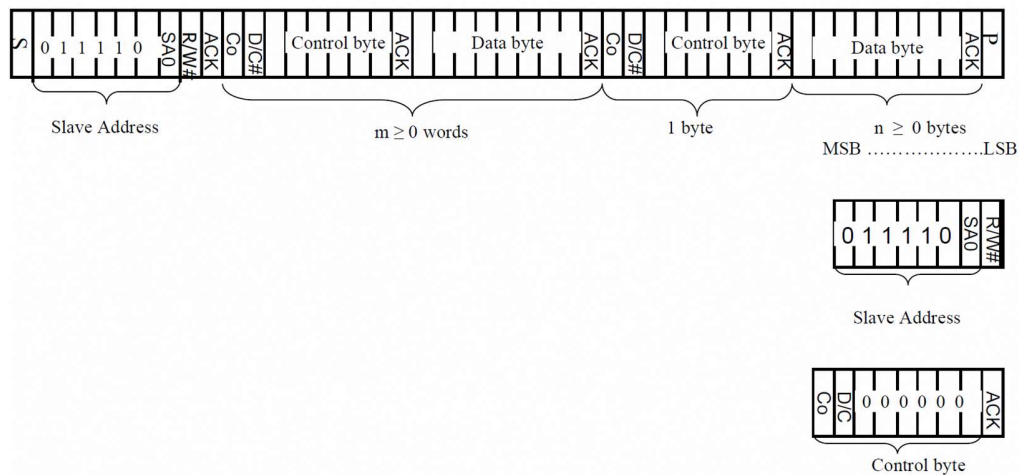 S 0 1 1 1 1 0 SA0 R/W# ACK Co D/C# Control byte ACK Data byte ACK Co D/C# Control byte ACK Data byte ACK P
Slave Address
m ≥ 0 words
1 byte
n ≥ 0 bytes
MSB ....................LSB
0 1 1 1 1 0 SA0 R/W#
Slave Address
Co D/C 0 0 0 0 0 0 ACK
Control byte